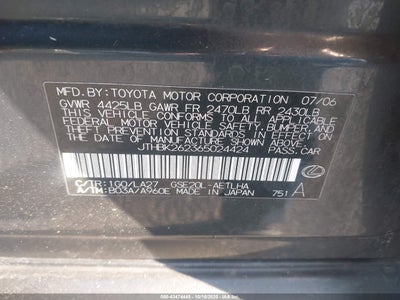 MFD.BY:TOYOTA MOTOR CORPORATION 07/06
GVWR 4425LB GAWR FR 2470LB RR 2430LB
THIS VEHICLE CONFORMS TO ALL APPLICABLE
FEDERAL MOTOR VEHICLE SAFETY, BUMPER, AND
THEFT PREVENTION STANDARDS IN EFFECT ON
THE DATE OF MANUFACTURE SHOWN ABOVE.
JTHBK262365024424 PASS.CAR
C/TR:1G0/LA27 GSE20L-AETLHA
A/TM:B03A/A960E MADE IN JAPAN 751 A